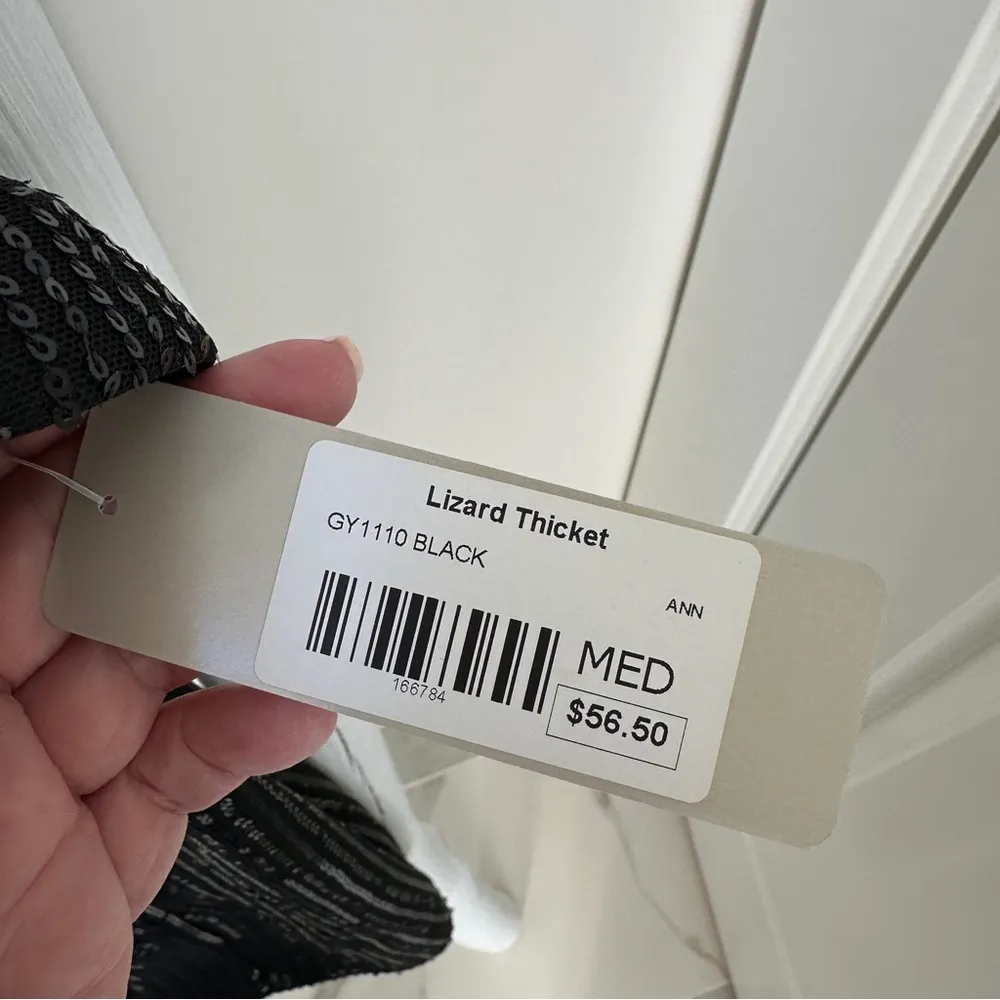 Lizard Thicket
GY1110 BLACK
ANN
166784
MED
$56.50